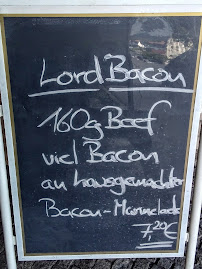 Lord Bacon
160g Beef
viel Bacon
an hausgemachter
Bacon-Marmelade
7,20€